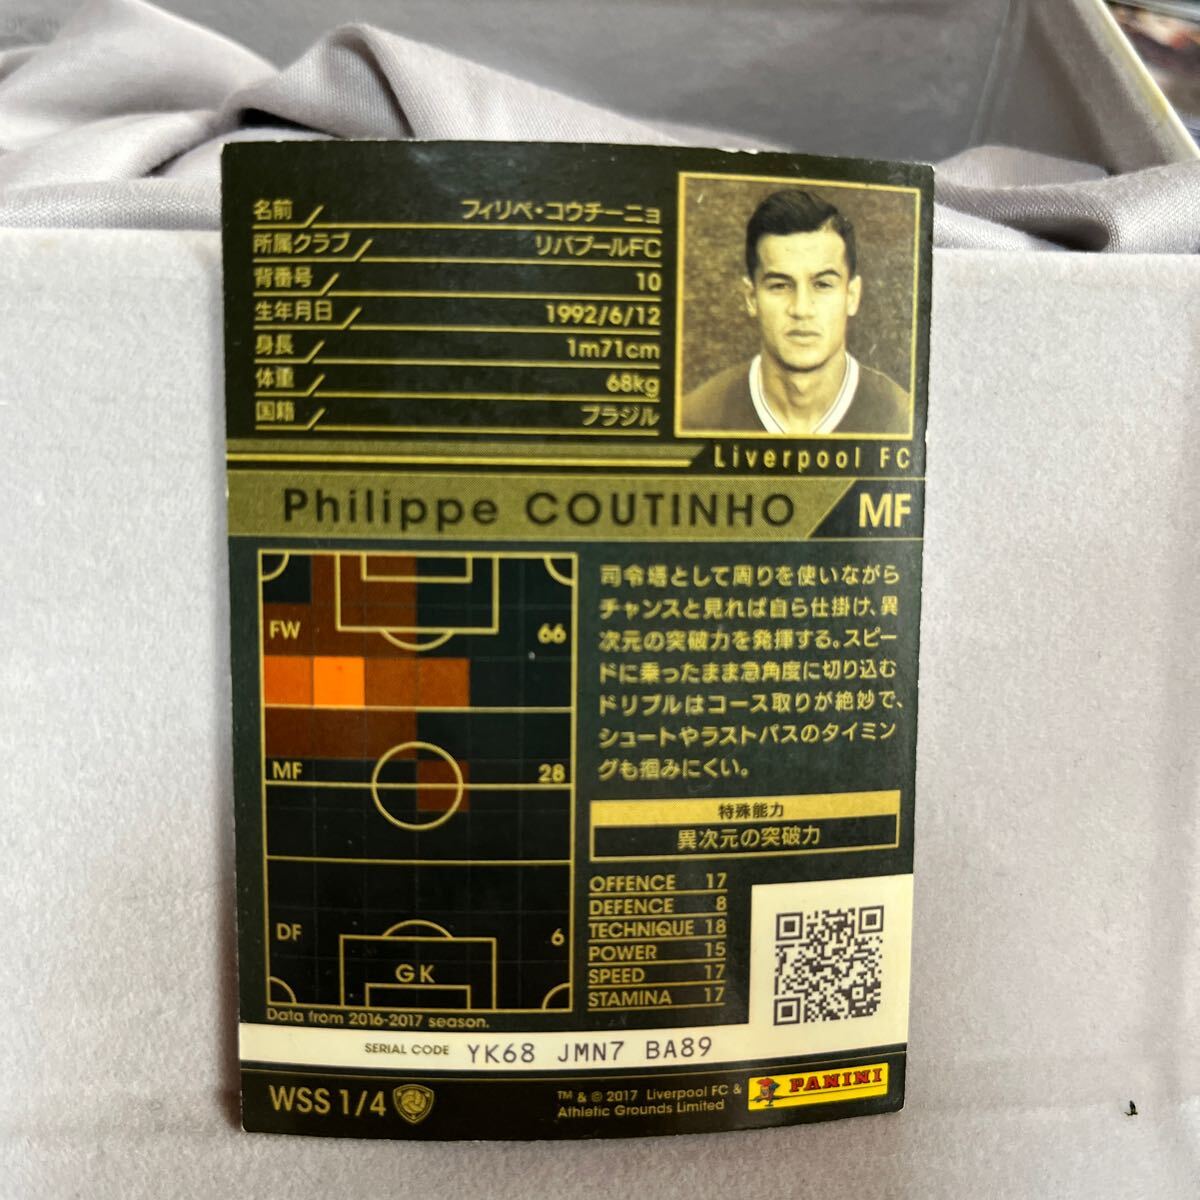 名前 フィリペ・コウチーニョ
所属クラブ リバプールFC
背番号 10
生年月日 1992/6/12
身長 1m71cm
体重 68kg
国籍 ブラジル
Liverpool FC
Philippe COUTINHO MF
FW 66
MF 28
DF 6
GK
Data from 2016-2017 season.
司令塔として周りを使いながら
チャンスと見れば自ら仕掛け、異
次元の突破力を発揮する。スピー
ドに乗ったまま急角度に切り込む
ドリブルはコース取りが絶妙で、
シュートやラストパスのタイミン
グも掴みにくい。
特殊能力
異次元の突破力
OFFENCE 17
DEFENCE 8
TECHNIQUE 18
POWER 15
SPEED 17
STAMINA 17
SERIAL CODE YK68 JMN7 BA89
WSS 1/4
TM & © 2017 Liverpool FC &
Athletic Grounds Limited
PANINI